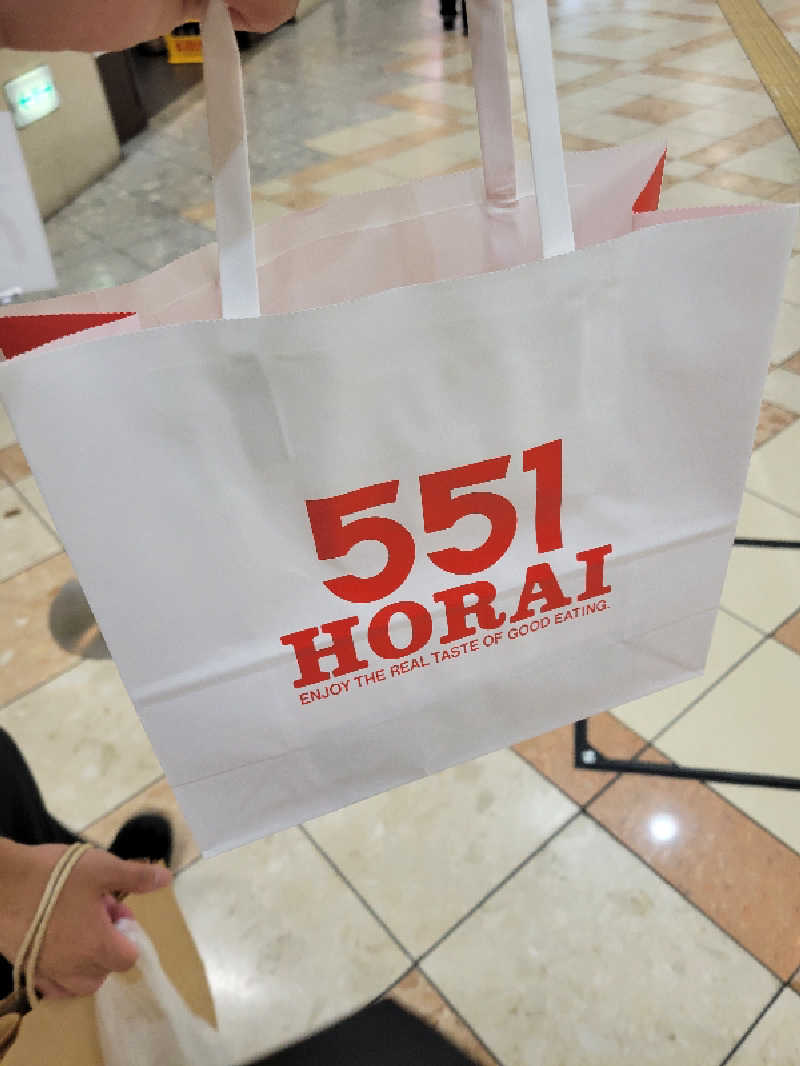 551
HORAI
ENJOY THE REAL TASTE OF GOOD EATING.